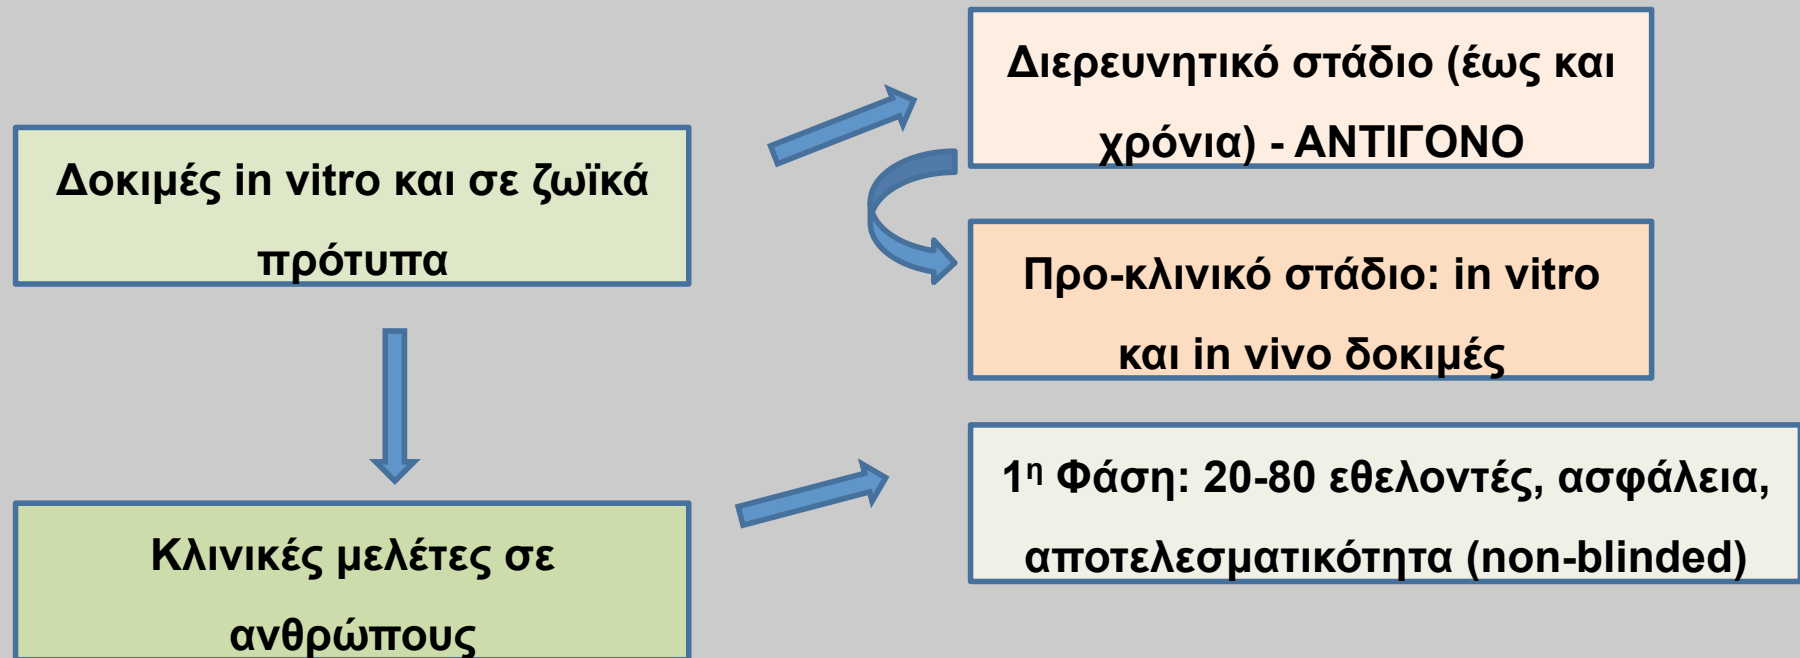 Διερευνητικό στάδιο (έως και
χρόνια) - ΑΝΤΙΓΟΝΟ
Δοκιμές in vitro και σε ζωϊκά
πρότυπα
Προ-κλινικό στάδιο: in vitro
και in vivo δοκιμές
1η Φάση: 20-80 εθελοντές, ασφάλεια,
αποτελεσματικότητα (non-blinded)
Κλινικές μελέτες σε
ανθρώπους